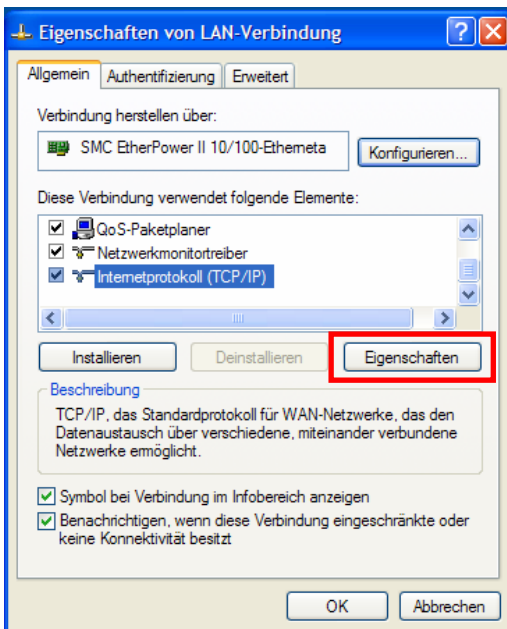 Eigenschaften von LAN-Verbindung
Allgemein Authentifizierung Erweitert
Verbindung herstellen über:
SMC EtherPower II 10/100-Etherneta Konfigurieren...
Diese Verbindung verwendet folgende Elemente:
QoS-Paketplaner
Netzwerkmonitortreiber
Internetprotokoll (TCP/IP)
Installieren Deinstallieren Eigenschaften
Beschreibung
TCP/IP, das Standardprotokoll für WAN-Netzwerke, das den
Datenaustausch über verschiedene, miteinander verbundene
Netzwerke ermöglicht.
Symbol bei Verbindung im Infobereich anzeigen
Benachrichtigen, wenn diese Verbindung eingeschränkte oder
keine Konnektivität besitzt
OK Abbrechen